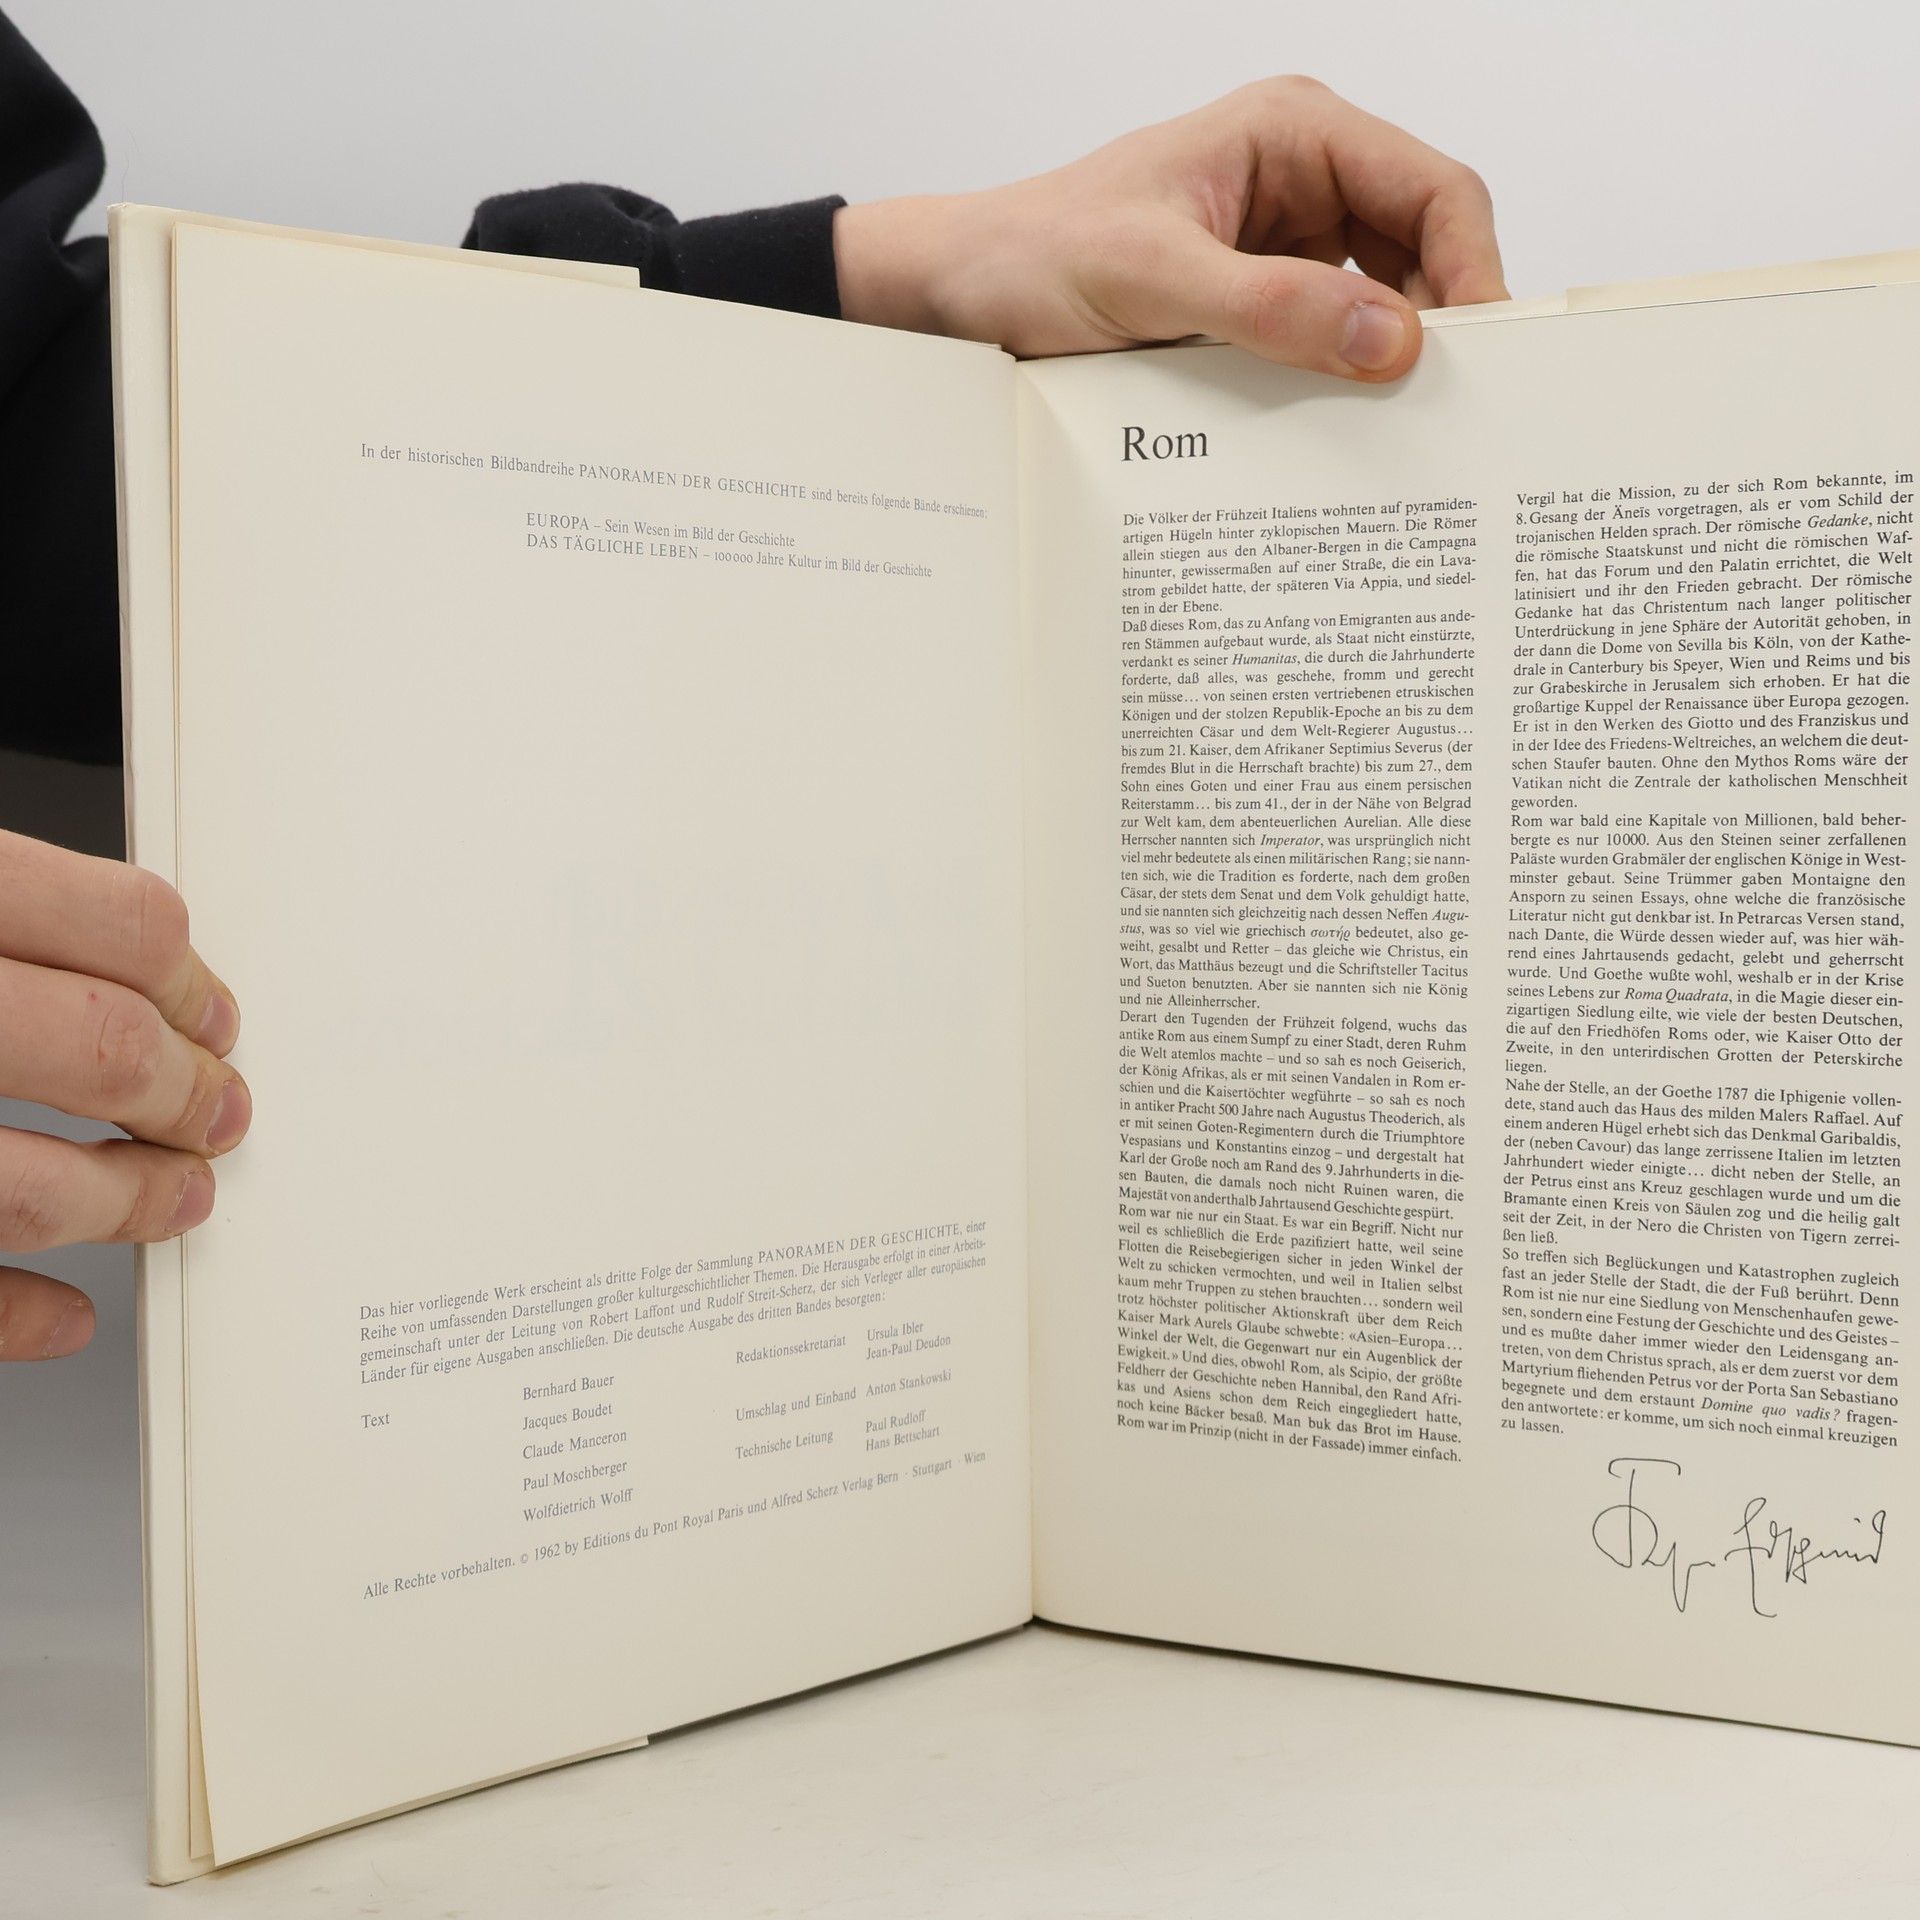 In der historischen Bildbandreihe PANORAMEN DER GESCHICHTE sind bereits folgende Bände erschienen:
EUROPA – Sein Wesen im Bild der Geschichte
DAS TÄGLICHE LEBEN – 100000 Jahre Kultur im Bild der Geschichte
Das hier vorliegende Werk erscheint als dritte Folge der Sammlung PANORAMEN DER GESCHICHTE, einer
Reihe von umfassenden Darstellungen großer kulturgeschichtlicher Themen. Die Herausgabe erfolgt in einer Arbeits-
gemeinschaft unter der Leitung von Robert Laffont und Rudolf Streit-Scherz, der sich Verleger aller europäischen
Länder für eigene Ausgaben anschließen. Die deutsche Ausgabe des dritten Bandes besorgten:
Text
Bernhard Bauer
Jacques Boudet
Claude Manceron
Paul Moschberger
Wolfdietrich Wolff
Redaktionssekretariat Ursula Ibler
Jean-Paul Deudon
Umschlag und Einband Anton Stankowski
Technische Leitung Paul Rudloff
Hans Bettschart
Alle Rechte vorbehalten. © 1962 by Editions du Pont Royal Paris und Alfred Scherz Verlag Bern · Stuttgart · Wien
Rom
Die Völker der Frühzeit Italiens wohnten auf pyramiden-
artigen Hügeln hinter zyklopischen Mauern. Die Römer
allein stiegen aus den Albaner-Bergen in die Campagna
hinunter, gewissermaßen auf einer Straße, die ein Lava-
strom gebildet hatte, der späteren Via Appia, und siedel-
ten in der Ebene.
Daß dieses Rom, das zu Anfang von Emigranten aus ande-
ren Stämmen aufgebaut wurde, als Staat nicht einstürzte,
verdankt es seiner Humanitas, die durch die Jahrhunderte
forderte, daß alles, was geschehe, fromm und gerecht
sein müsse... von seinen ersten vertriebenen etruskischen
Königen und der stolzen Republik-Epoche an bis zu dem
unerreichten Cäsar und dem Welt-Regierer Augustus...
bis zum 21. Kaiser, dem Afrikaner Septimius Severus (der
fremdes Blut in die Herrschaft brachte) bis zum 27., dem
Sohn eines Goten und einer Frau aus einem persischen
Reiterstamm... bis zum 41., der in der Nähe von Belgrad
zur Welt kam, dem abenteuerlichen Aurelian. Alle diese
Herrscher nannten sich Imperator, was ursprünglich nicht
viel mehr bedeutete als einen militärischen Rang; sie nann-
ten sich, wie die Tradition es forderte, nach dem großen
Cäsar, der stets dem Senat und dem Volk gehuldigt hatte,
und sie nannten sich gleichzeitig nach dessen Neffen Augu-
stus, was so viel wie griechisch σωτήρ bedeutet, also ge-
weiht, gesalbt und Retter – das gleiche wie Christus, ein
Wort, das Matthäus bezeugt und die Schriftsteller Tacitus
und Sueton benutzten. Aber sie nannten sich nie König
und nie Alleinherrscher.
Derart den Tugenden der Frühzeit folgend, wuchs das
antike Rom aus einem Sumpf zu einer Stadt, deren Ruhm
die Welt atemlos machte – und so sah es noch Geiserich,
der König Afrikas, als er mit seinen Vandalen in Rom er-
schien und die Kaisertöchter wegführte – so sah es noch
in antiker Pracht 500 Jahre nach Augustus Theoderich, als
er mit seinen Goten-Regimentern durch die Triumphtore
Vespasians und Konstantins einzog – und dergestalt hat
Karl der Große noch am Rand des 9. Jahrhunderts in die-
sen Bauten, die damals noch nicht Ruinen waren, die
Majestät von anderthalb Jahrtausend Geschichte gespürt.
Rom war nie nur ein Staat. Es war ein Begriff. Nicht nur
weil es schließlich die Erde pazifiziert hatte, weil seine
Flotten die Reisebegierigen sicher in jeden Winkel der
Welt zu schicken vermochten, und weil in Italien selbst
kaum mehr Truppen zu stehen brauchten... sondern weil
trotz höchster politischer Aktionskraft über dem Reich
Kaiser Mark Aurels Glaube schwebte: «Asien–Europa...
Winkel der Welt, die Gegenwart nur ein Augenblick der
Ewigkeit.» Und dies, obwohl Rom, als Scipio, der größte
Feldherr der Geschichte neben Hannibal, den Rand Afri-
kas und Asiens schon dem Reich eingegliedert hatte,
noch keine Bäcker besaß. Man buk das Brot im Hause.
Rom war im Prinzip (nicht in der Fassade) immer einfach.
Vergil hat die Mission, zu der sich Rom bekannte, im
8. Gesang der Äneïs vorgetragen, als er vom Schild der
trojanischen Helden sprach. Der römische Gedanke, nicht
die römische Staatskunst und nicht die römischen Waf-
fen, hat das Forum und den Palatin errichtet, die Welt
latinisiert und ihr den Frieden gebracht. Der römische
Gedanke hat das Christentum nach langer politischer
Unterdrückung in jene Sphäre der Autorität gehoben, in
der dann die Dome von Sevilla bis Köln, von der Kathe-
drale in Canterbury bis Speyer, Wien und Reims und bis
zur Grabeskirche in Jerusalem sich erhoben. Er hat die
großartige Kuppel der Renaissance über Europa gezogen.
Er ist in den Werken des Giotto und des Franziskus und
in der Idee des Friedens-Weltreiches, an welchem die deut-
schen Staufer bauten. Ohne den Mythos Roms wäre der
Vatikan nicht die Zentrale der katholischen Menschheit
geworden.
Rom war bald eine Kapitale von Millionen, bald beher-
bergte es nur 10000. Aus den Steinen seiner zerfallenen
Paläste wurden Grabmäler der englischen Könige in West-
minster gebaut. Seine Trümmer gaben Montaigne den
Ansporn zu seinen Essays, ohne welche die französische
Literatur nicht gut denkbar ist. In Petrarcas Versen stand,
nach Dante, die Würde dessen wieder auf, was hier wäh-
rend eines Jahrtausends gedacht, gelebt und geherrscht
wurde. Und Goethe wußte wohl, weshalb er in der Krise
seines Lebens zur Roma Quadrata, in die Magie dieser ein-
zigartigen Siedlung eilte, wie viele der besten Deutschen,
die auf den Friedhöfen Roms oder, wie Kaiser Otto der
Zweite, in den unterirdischen Grotten der Peterskirche
liegen.
Nahe der Stelle, an der Goethe 1787 die Iphigenie vollen-
dete, stand auch das Haus des milden Malers Raffael. Auf
einem anderen Hügel erhebt sich das Denkmal Garibaldis,
der (neben Cavour) das lange zerrissene Italien im letzten
Jahrhundert wieder einigte... dicht neben der Stelle, an
der Petrus einst ans Kreuz geschlagen wurde und um die
Bramante einen Kreis von Säulen zog und die heilig galt
seit der Zeit, in der Nero die Christen von Tigern zerrei-
ßen ließ.
So treffen sich Beglückungen und Katastrophen zugleich
fast an jeder Stelle der Stadt, die der Fuß berührt. Denn
Rom ist nie nur eine Siedlung von Menschenhaufen gewe-
sen, sondern eine Festung der Geschichte und des Geistes –
und es mußte daher immer wieder den Leidensgang an-
treten, von dem Christus sprach, als er dem zuerst vor dem
Martyrium fliehenden Petrus vor der Porta San Sebastiano
begegnete und dem erstaunt Domine quo vadis? fragen-
den antwortete: er komme, um sich noch einmal kreuzigen
zu lassen.